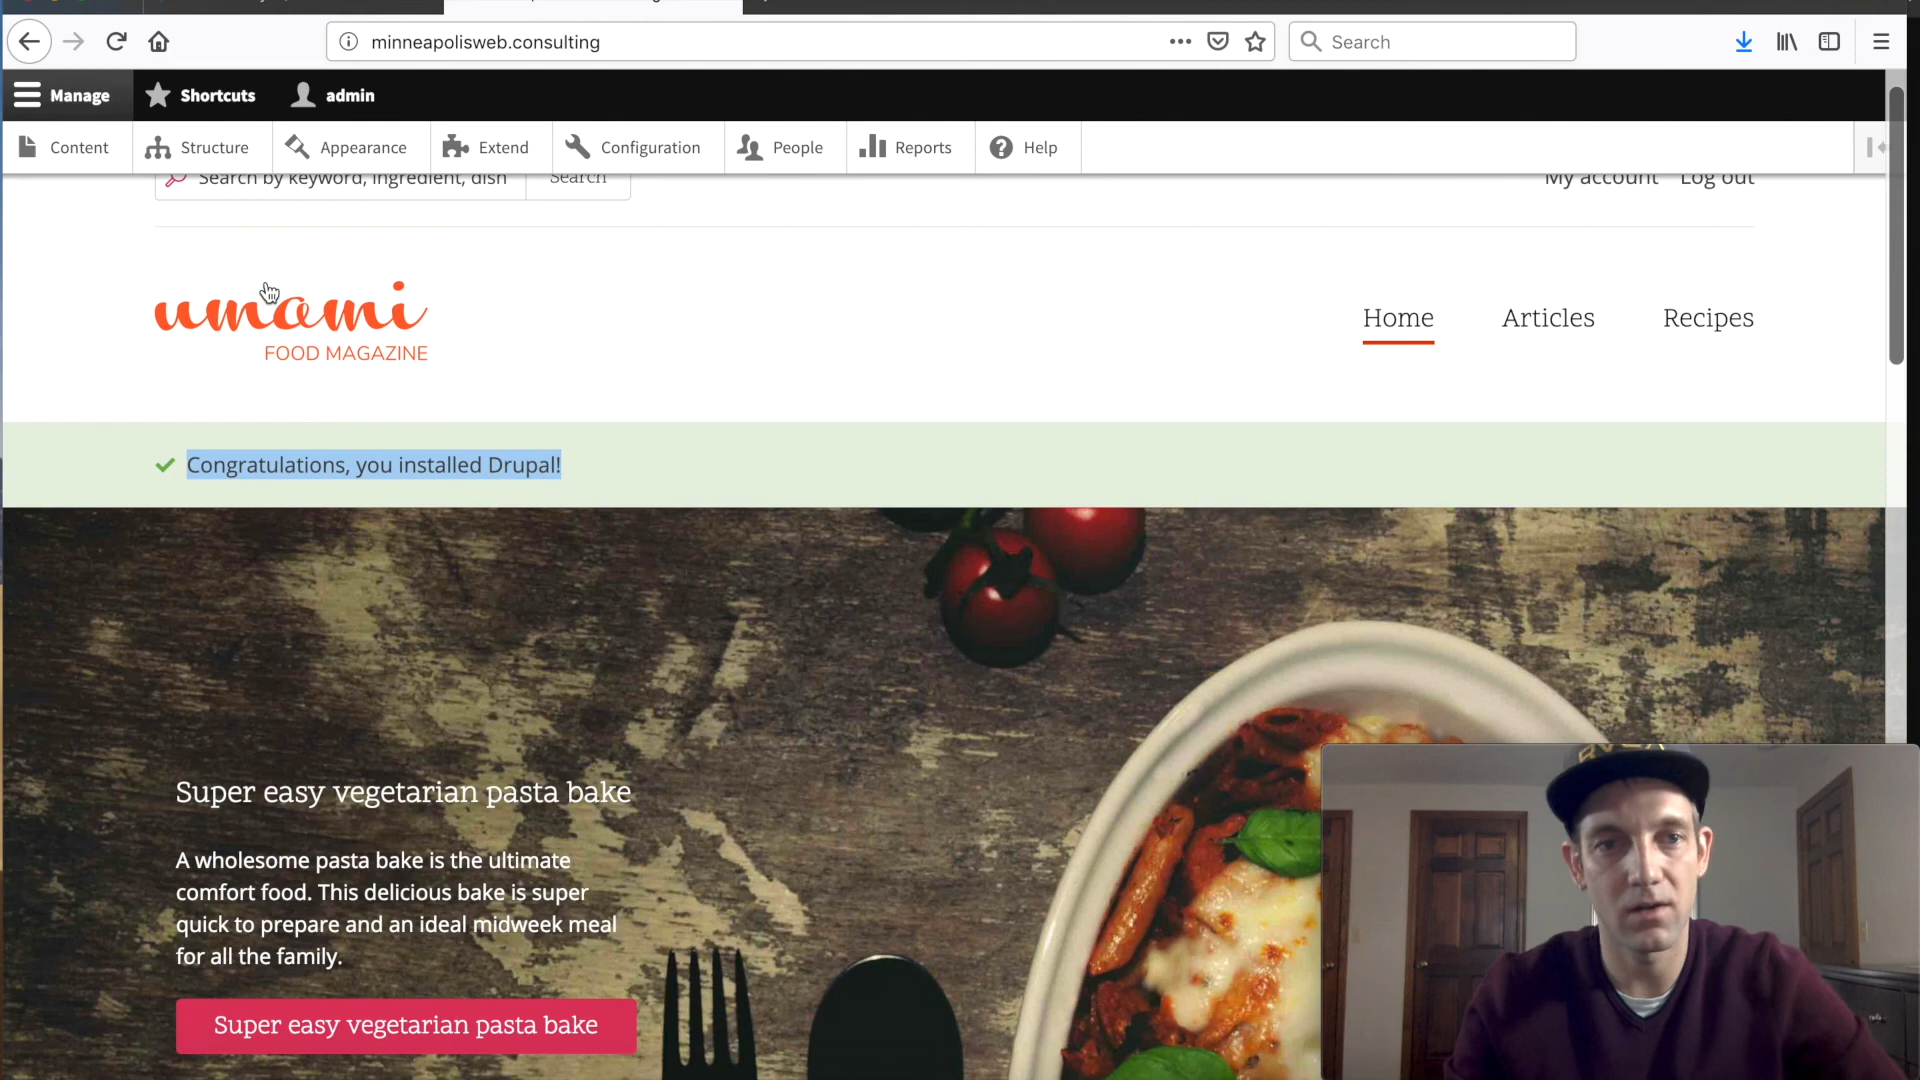 minneapolisweb.consulting
Search
Manage
Shortcuts
admin
Content
Structure
Appearance
Extend
Configuration
People
Reports
Help
Search by keyword, ingredient, dish
Search
My account
Log out
umami
FOOD MAGAZINE
Home
Articles
Recipes
Congratulations, you installed Drupal!
Super easy vegetarian pasta bake
A wholesome pasta bake is the ultimate
comfort food. This delicious bake is super
quick to prepare and an ideal midweek meal
for all the family.
Super easy vegetarian pasta bake